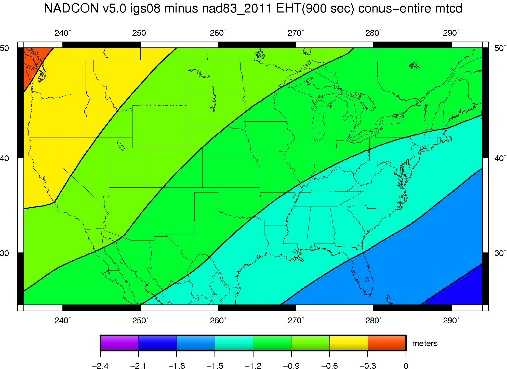 NADCON v5.0 igs08 minus nad83_2011 EHT(900 sec) conus−entire mtcd
240˚ 250˚ 260˚ 270˚ 280˚ 290˚
50˚ 50˚
40˚ 40˚
30˚ 30˚
240˚ 250˚ 260˚ 270˚ 280˚ 290˚
meters
−2.4 −2.1 −1.8 −1.5 −1.2 −0.9 −0.6 −0.3 0